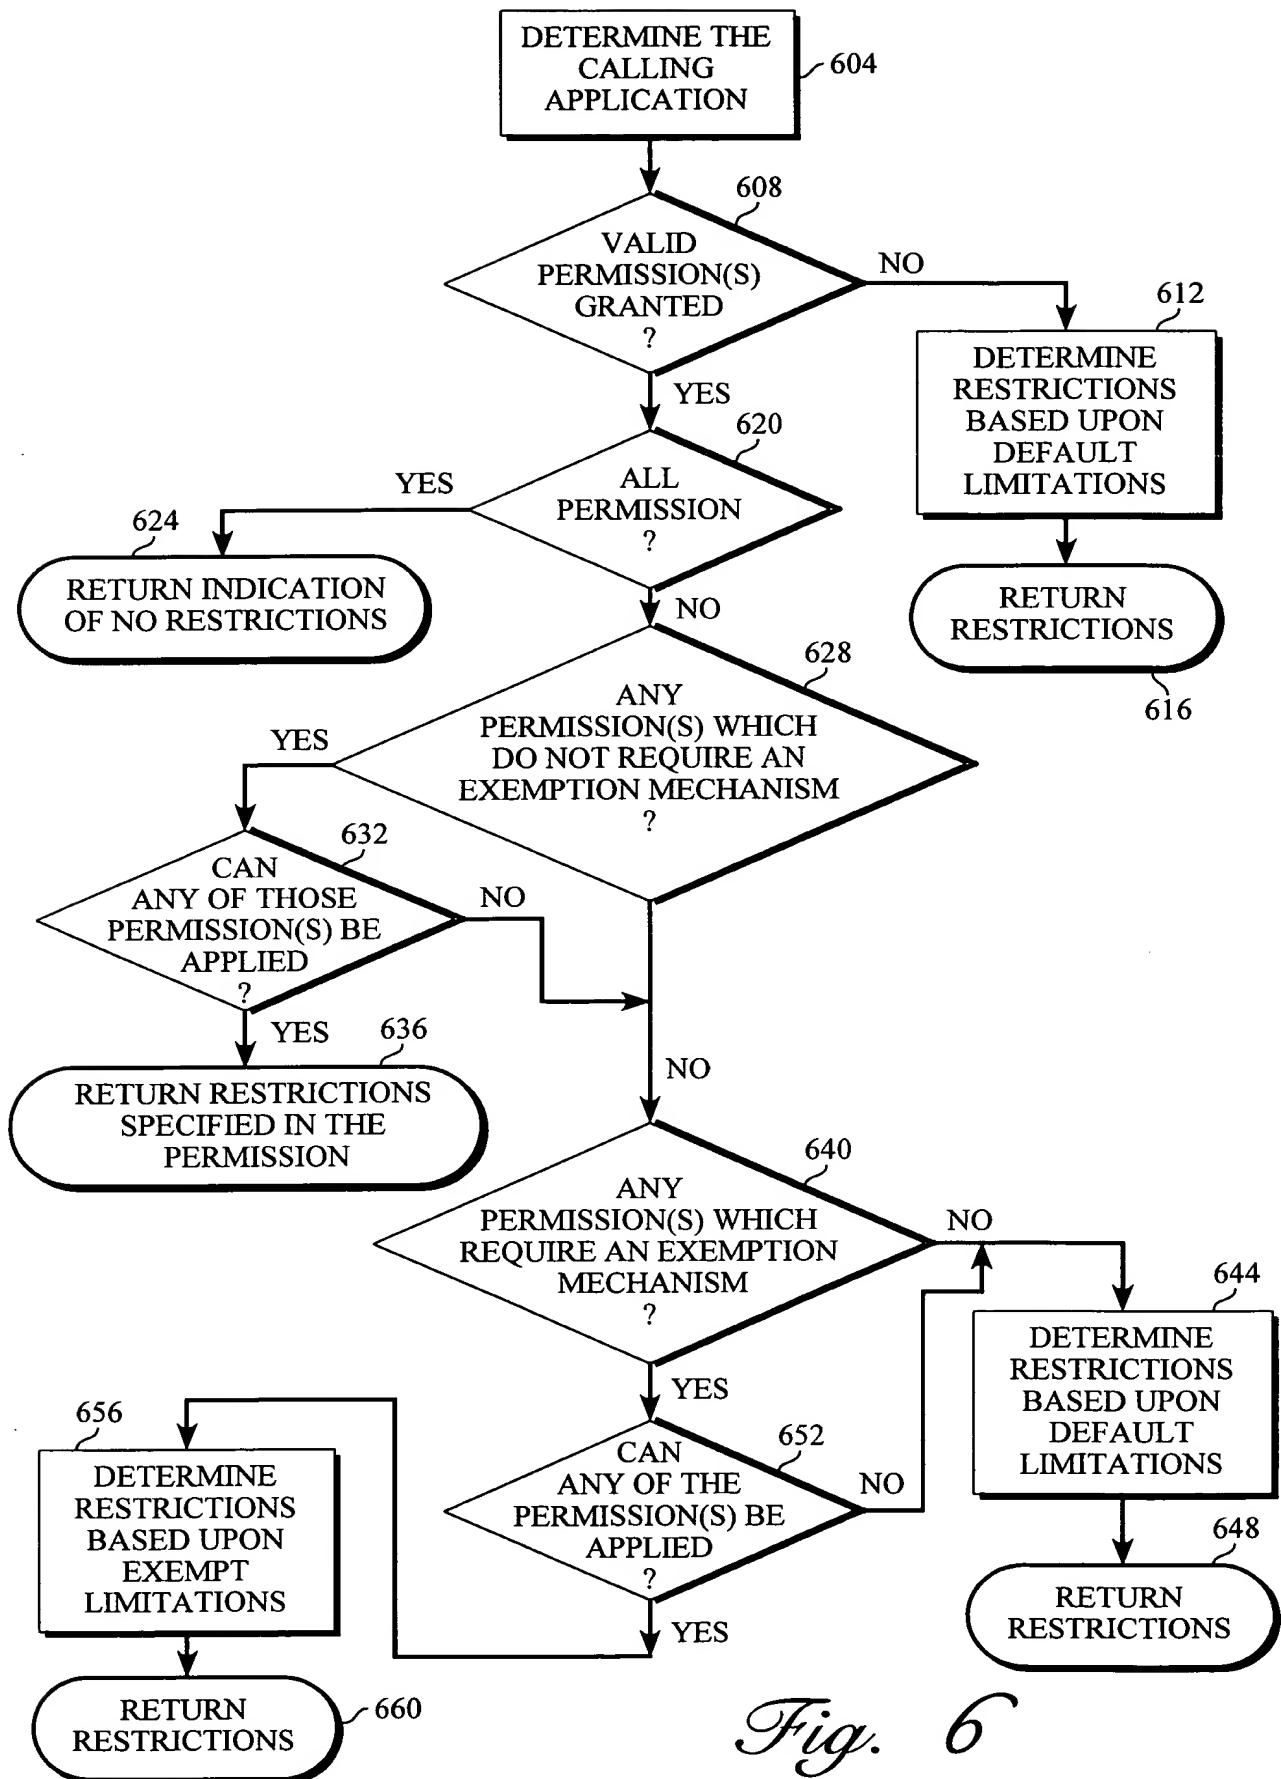 DETERMINE THE
CALLING
APPLICATION
604
608
VALID
PERMISSION(S)
GRANTED
?
NO
612
DETERMINE
RESTRICTIONS
BASED UPON
DEFAULT
LIMITATIONS
YES
620
ALL
PERMISSION
?
YES
624
RETURN INDICATION
OF NO RESTRICTIONS
RETURN
RESTRICTIONS
616
NO
628
ANY
PERMISSION(S) WHICH
DO NOT REQUIRE AN
EXEMPTION MECHANISM
?
YES
632
CAN
ANY OF THOSE
PERMISSION(S) BE
APPLIED
?
NO
YES
636
RETURN RESTRICTIONS
SPECIFIED IN THE
PERMISSION
NO
640
ANY
PERMISSION(S) WHICH
REQUIRE AN EXEMPTION
MECHANISM
?
NO
644
DETERMINE
RESTRICTIONS
BASED UPON
DEFAULT
LIMITATIONS
YES
652
CAN
ANY OF THE
PERMISSION(S) BE
APPLIED
?
NO
648
RETURN
RESTRICTIONS
YES
656
DETERMINE
RESTRICTIONS
BASED UPON
EXEMPT
LIMITATIONS
RETURN
RESTRICTIONS
660
Fig. 6